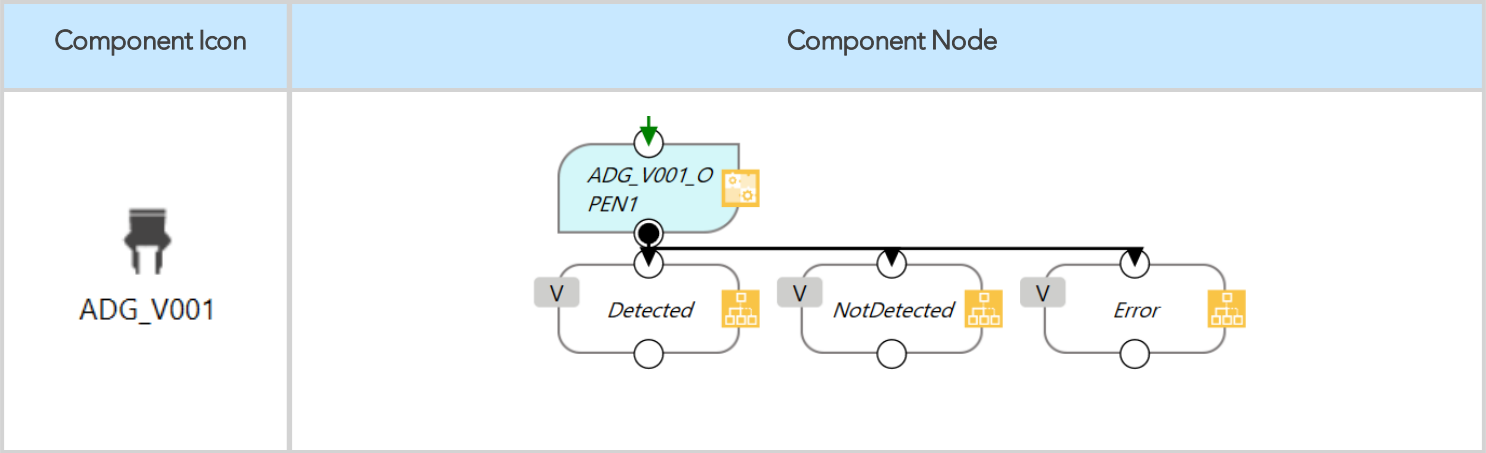 Component Icon
Component Node
ADG_V001
ADG_V001_O
PEN1
V
Detected
V
NotDetected
V
Error